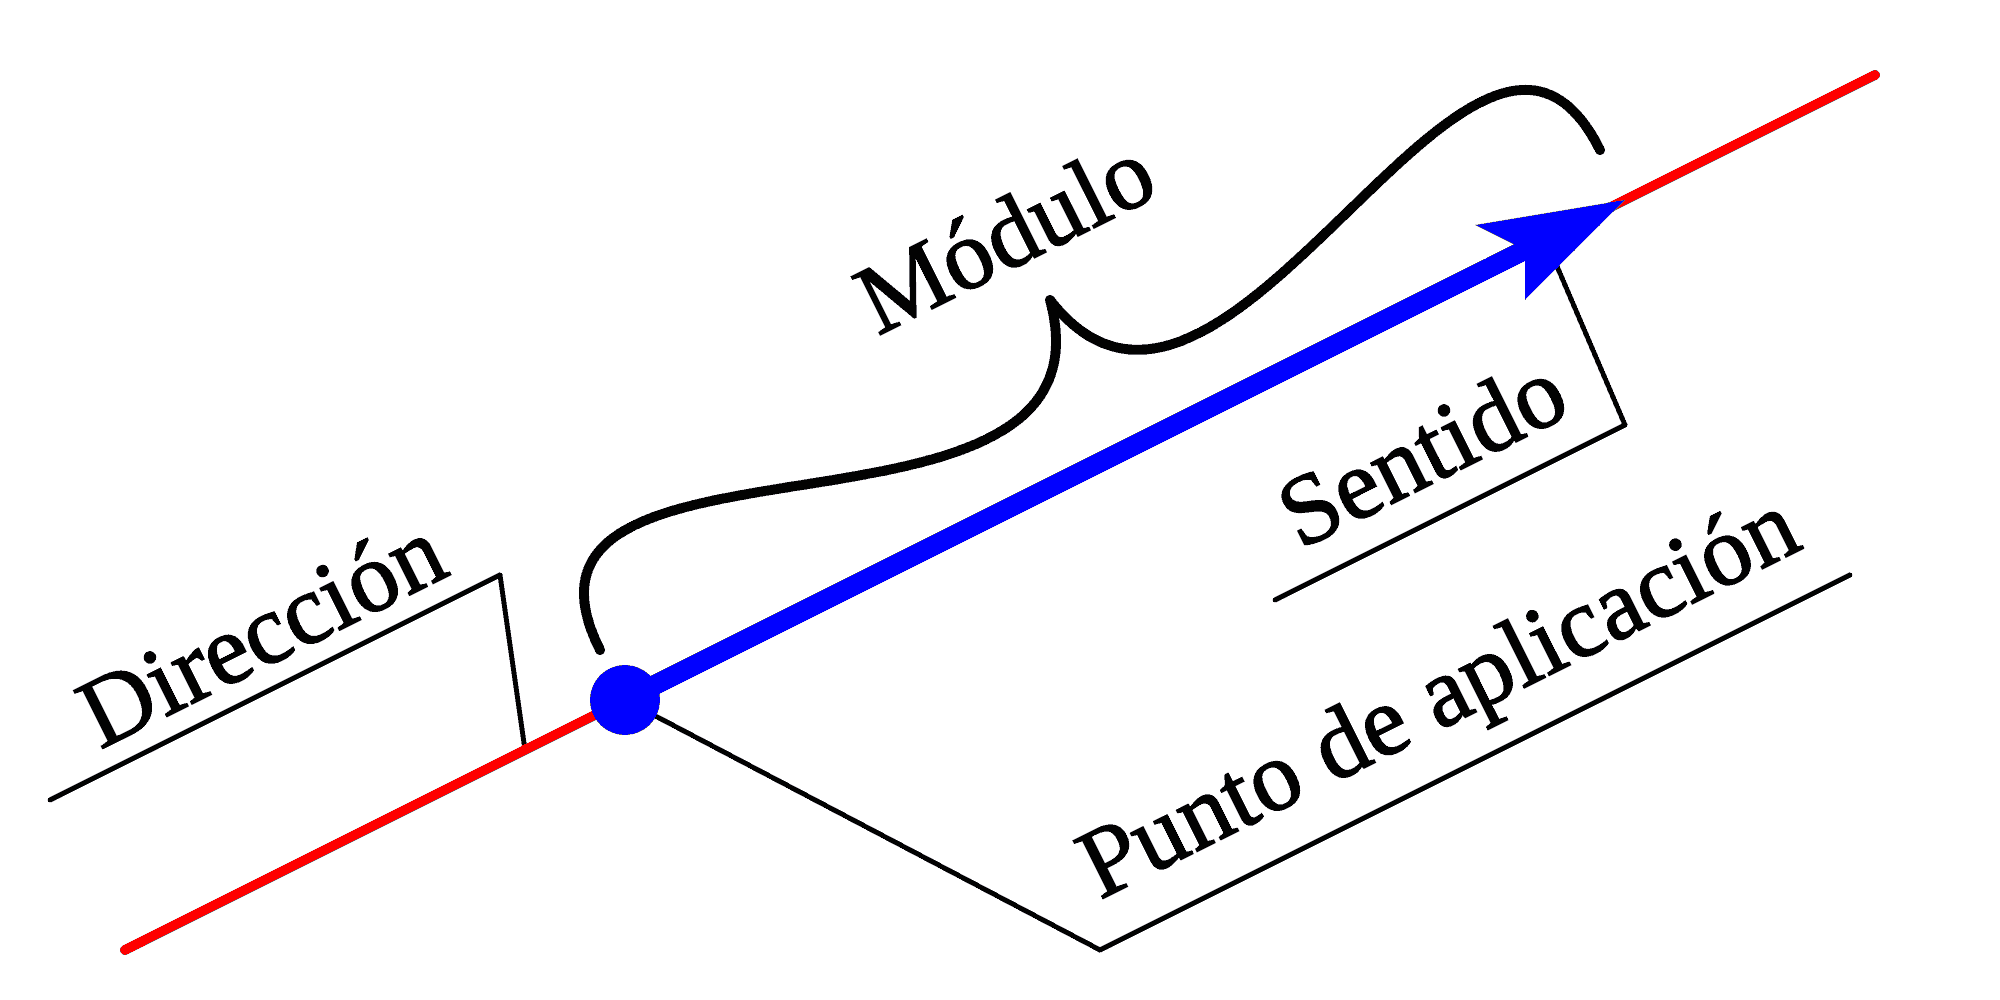 Módulo
Dirección
Sentido
Punto de aplicación